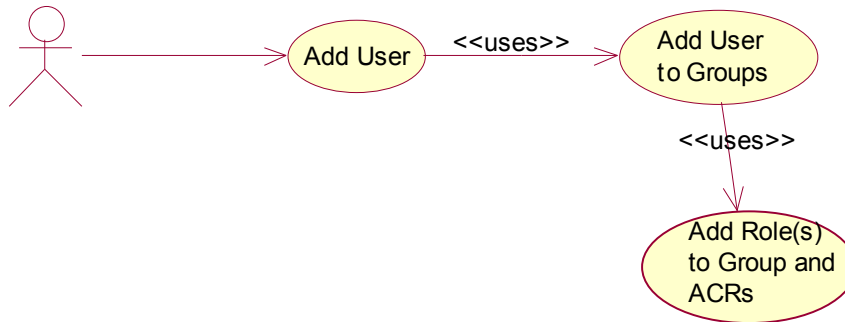 Add User
<<uses>>
Add User
to Groups
<<uses>>
Add Role(s)
to Group and
ACRs